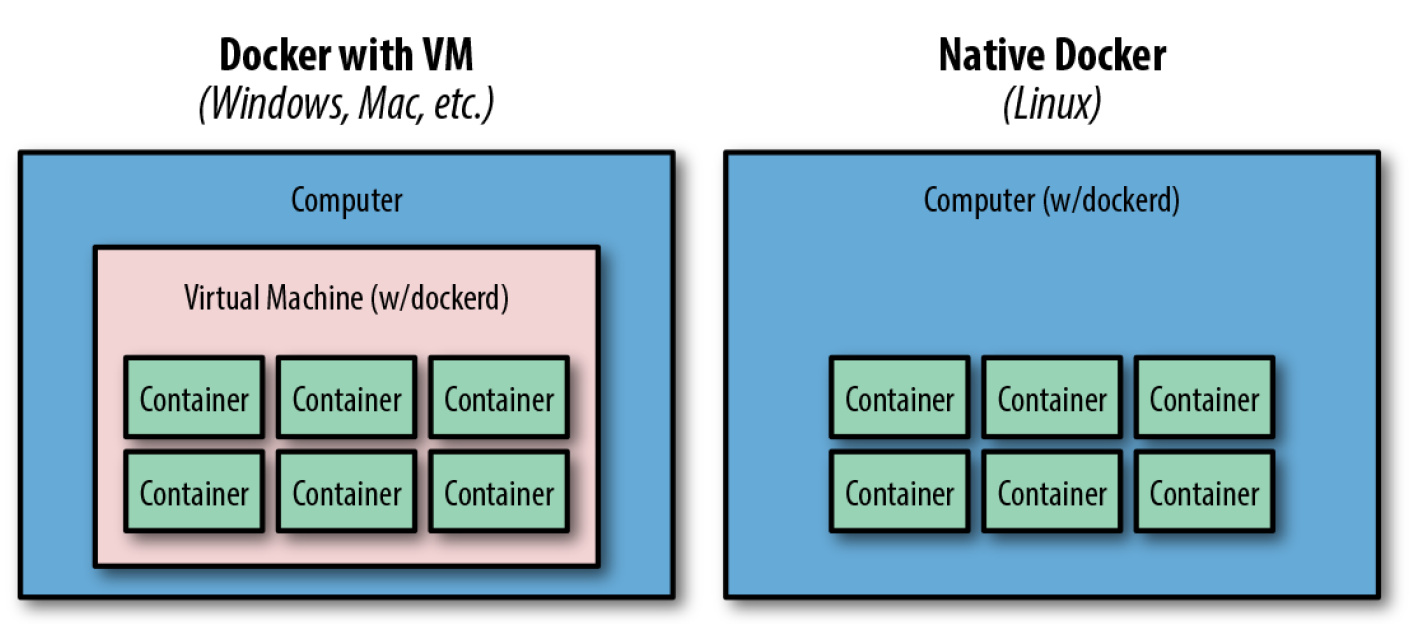 Docker with VM
(Windows, Mac, etc.)
Computer
Virtual Machine (w/dockerd)
Container Container Container
Container Container Container
Native Docker
(Linux)
Computer (w/dockerd)
Container Container Container
Container Container Container